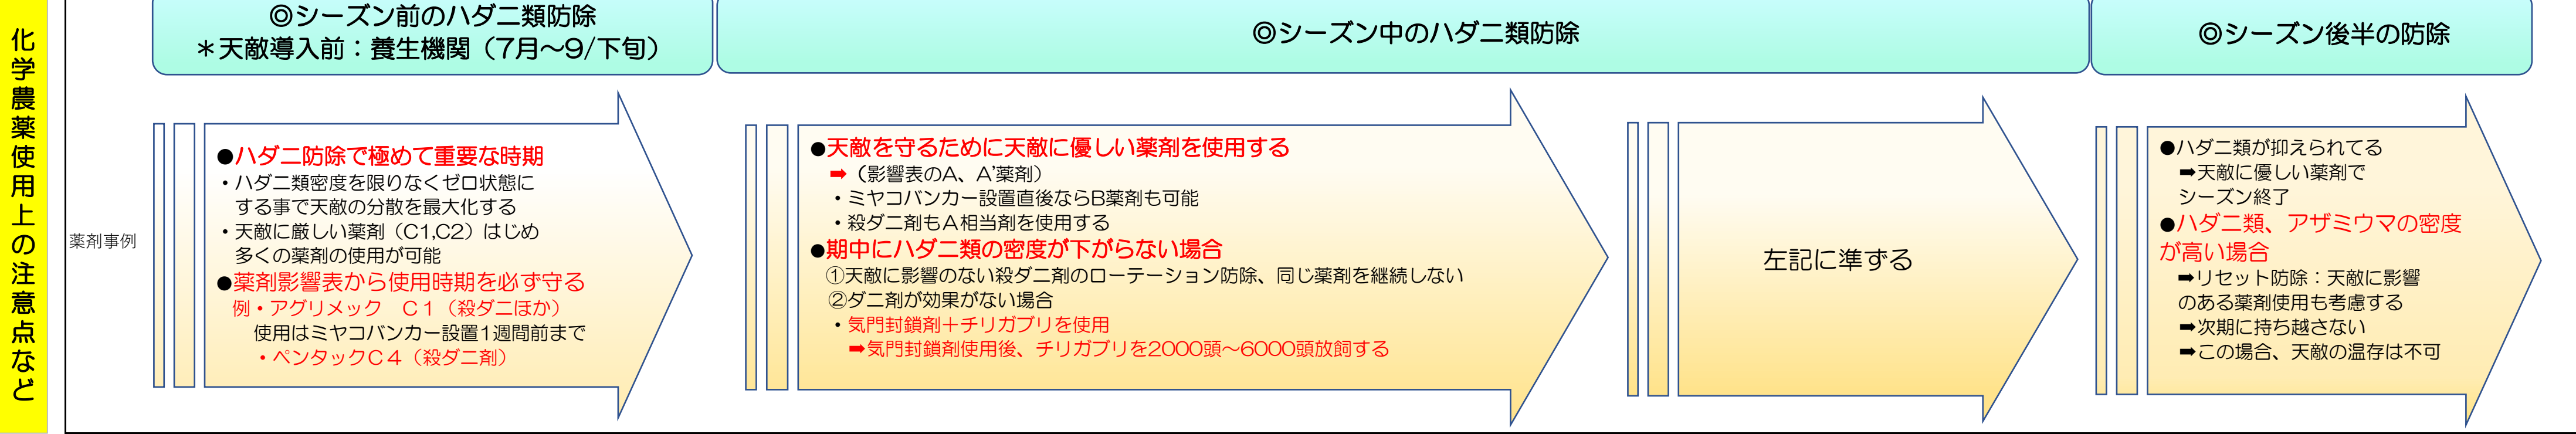 化学農薬使用上の注意点など
薬剤事例
◎シーズン前のハダニ類防除
＊天敵導入前：養生機関（7月～9/下旬）
●ハダニ防除で極めて重要な時期
・ハダニ類密度を限りなくゼロ状態に
する事で天敵の分散を最大化する
・天敵に厳しい薬剤（C1,C2）はじめ
多くの薬剤の使用が可能
●薬剤影響表から使用時期を必ず守る
例・アグリメック　Ｃ１（殺ダニほか）
使用はミヤコバンカー設置1週間前まで
・ペンタックＣ４（殺ダニ剤）
◎シーズン中のハダニ類防除
●天敵を守るために天敵に優しい薬剤を使用する
➡（影響表のA、A’薬剤）
・ミヤコバンカー設置直後ならB薬剤も可能
・殺ダニ剤もＡ相当剤を使用する
●期中にハダニ類の密度が下がらない場合
①天敵に影響のない殺ダニ剤のローテーション防除、同じ薬剤を継続しない
②ダニ剤が効果がない場合
・気門封鎖剤＋チリガブリを使用
➡気門封鎖剤使用後、チリガブリを2000頭～6000頭放飼する
左記に準ずる
◎シーズン後半の防除
●ハダニ類が抑えられてる
➡天敵に優しい薬剤で
シーズン終了
●ハダニ類、アザミウマの密度
が高い場合
➡リセット防除：天敵に影響
のある薬剤使用も考慮する
➡次期に持ち越さない
➡この場合、天敵の温存は不可